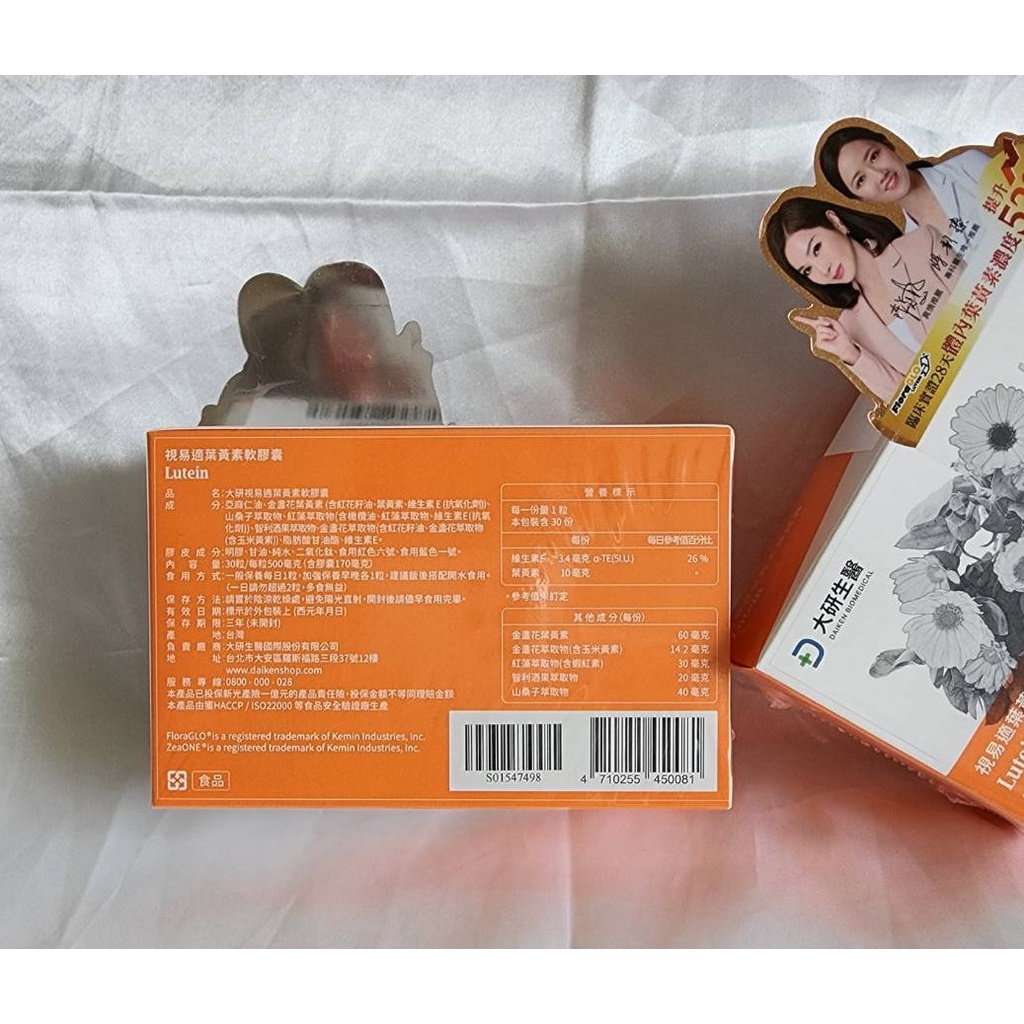 視易適葉黃素軟膠囊
Lutein
品　　名:大研視易適葉黃素軟膠囊
成　　分:亞麻仁油、金盞花葉黃素(含紅花籽油、葉黃素、維生素E(抗氧化劑))、
山桑子萃取物、紅藻萃取物(含橄欖油、紅藻萃取物、維生素E(抗氧
化劑))、智利酒果萃取物、金盞花萃取物(含紅花籽油、金盞花萃取物
(含玉米黃素))、脂肪酸甘油酯、維生素E。
膠皮成分:明膠、甘油、純水、二氧化鈦、食用紅色六號、食用藍色一號。
內 容 量:30粒/每粒500毫克(含膠囊170毫克)
食用方式:一般保養每日1粒,加強保養早晚各1粒,建議飯後搭配開水食用。
(一日請勿超過2粒,多食無益)
保存方法:請置於陰涼乾燥處,避免陽光直射,開封後請儘早食用完畢。
有效日期:標示於外包裝上(西元年月日)
保存期限:三年(未開封)
產　　地:台灣
負 責 廠 商:大研生醫國際股份有限公司
地　　址:台北市大安區羅斯福路三段37號12樓
www.daikenshop.com
服務專線:0800-000-028
本產品已投保新光產險一億元的產品責任險,投保金額不等同理賠金額
本產品由獲HACCP / ISO22000 等食品安全驗證廠生產
FloraGLO® is a registered trademark of Kemin Industries, Inc.
ZeaONE® is a registered trademark of Kemin Industries, Inc.
食品
營養標示
每一份量1粒
本包裝含30份
每份　每日參考值百分比
維生素E　3.4 毫克 α-TE(SI.U.)　26 %
葉黃素　10 毫克　*
*參考值未訂定
其他成分(每份)
金盞花葉黃素　60 毫克
金盞花萃取物(含玉米黃素)　14.2 毫克
紅藻萃取物(含蝦紅素)　30 毫克
智利酒果萃取物　20 毫克
山桑子萃取物　40 毫克
S01547498
4 710255 450081
提升
FloraGLO
臨床實證28天體內葉黃素濃度
大研生醫
DAIKEN BIOMEDICAL
視易適葉黃